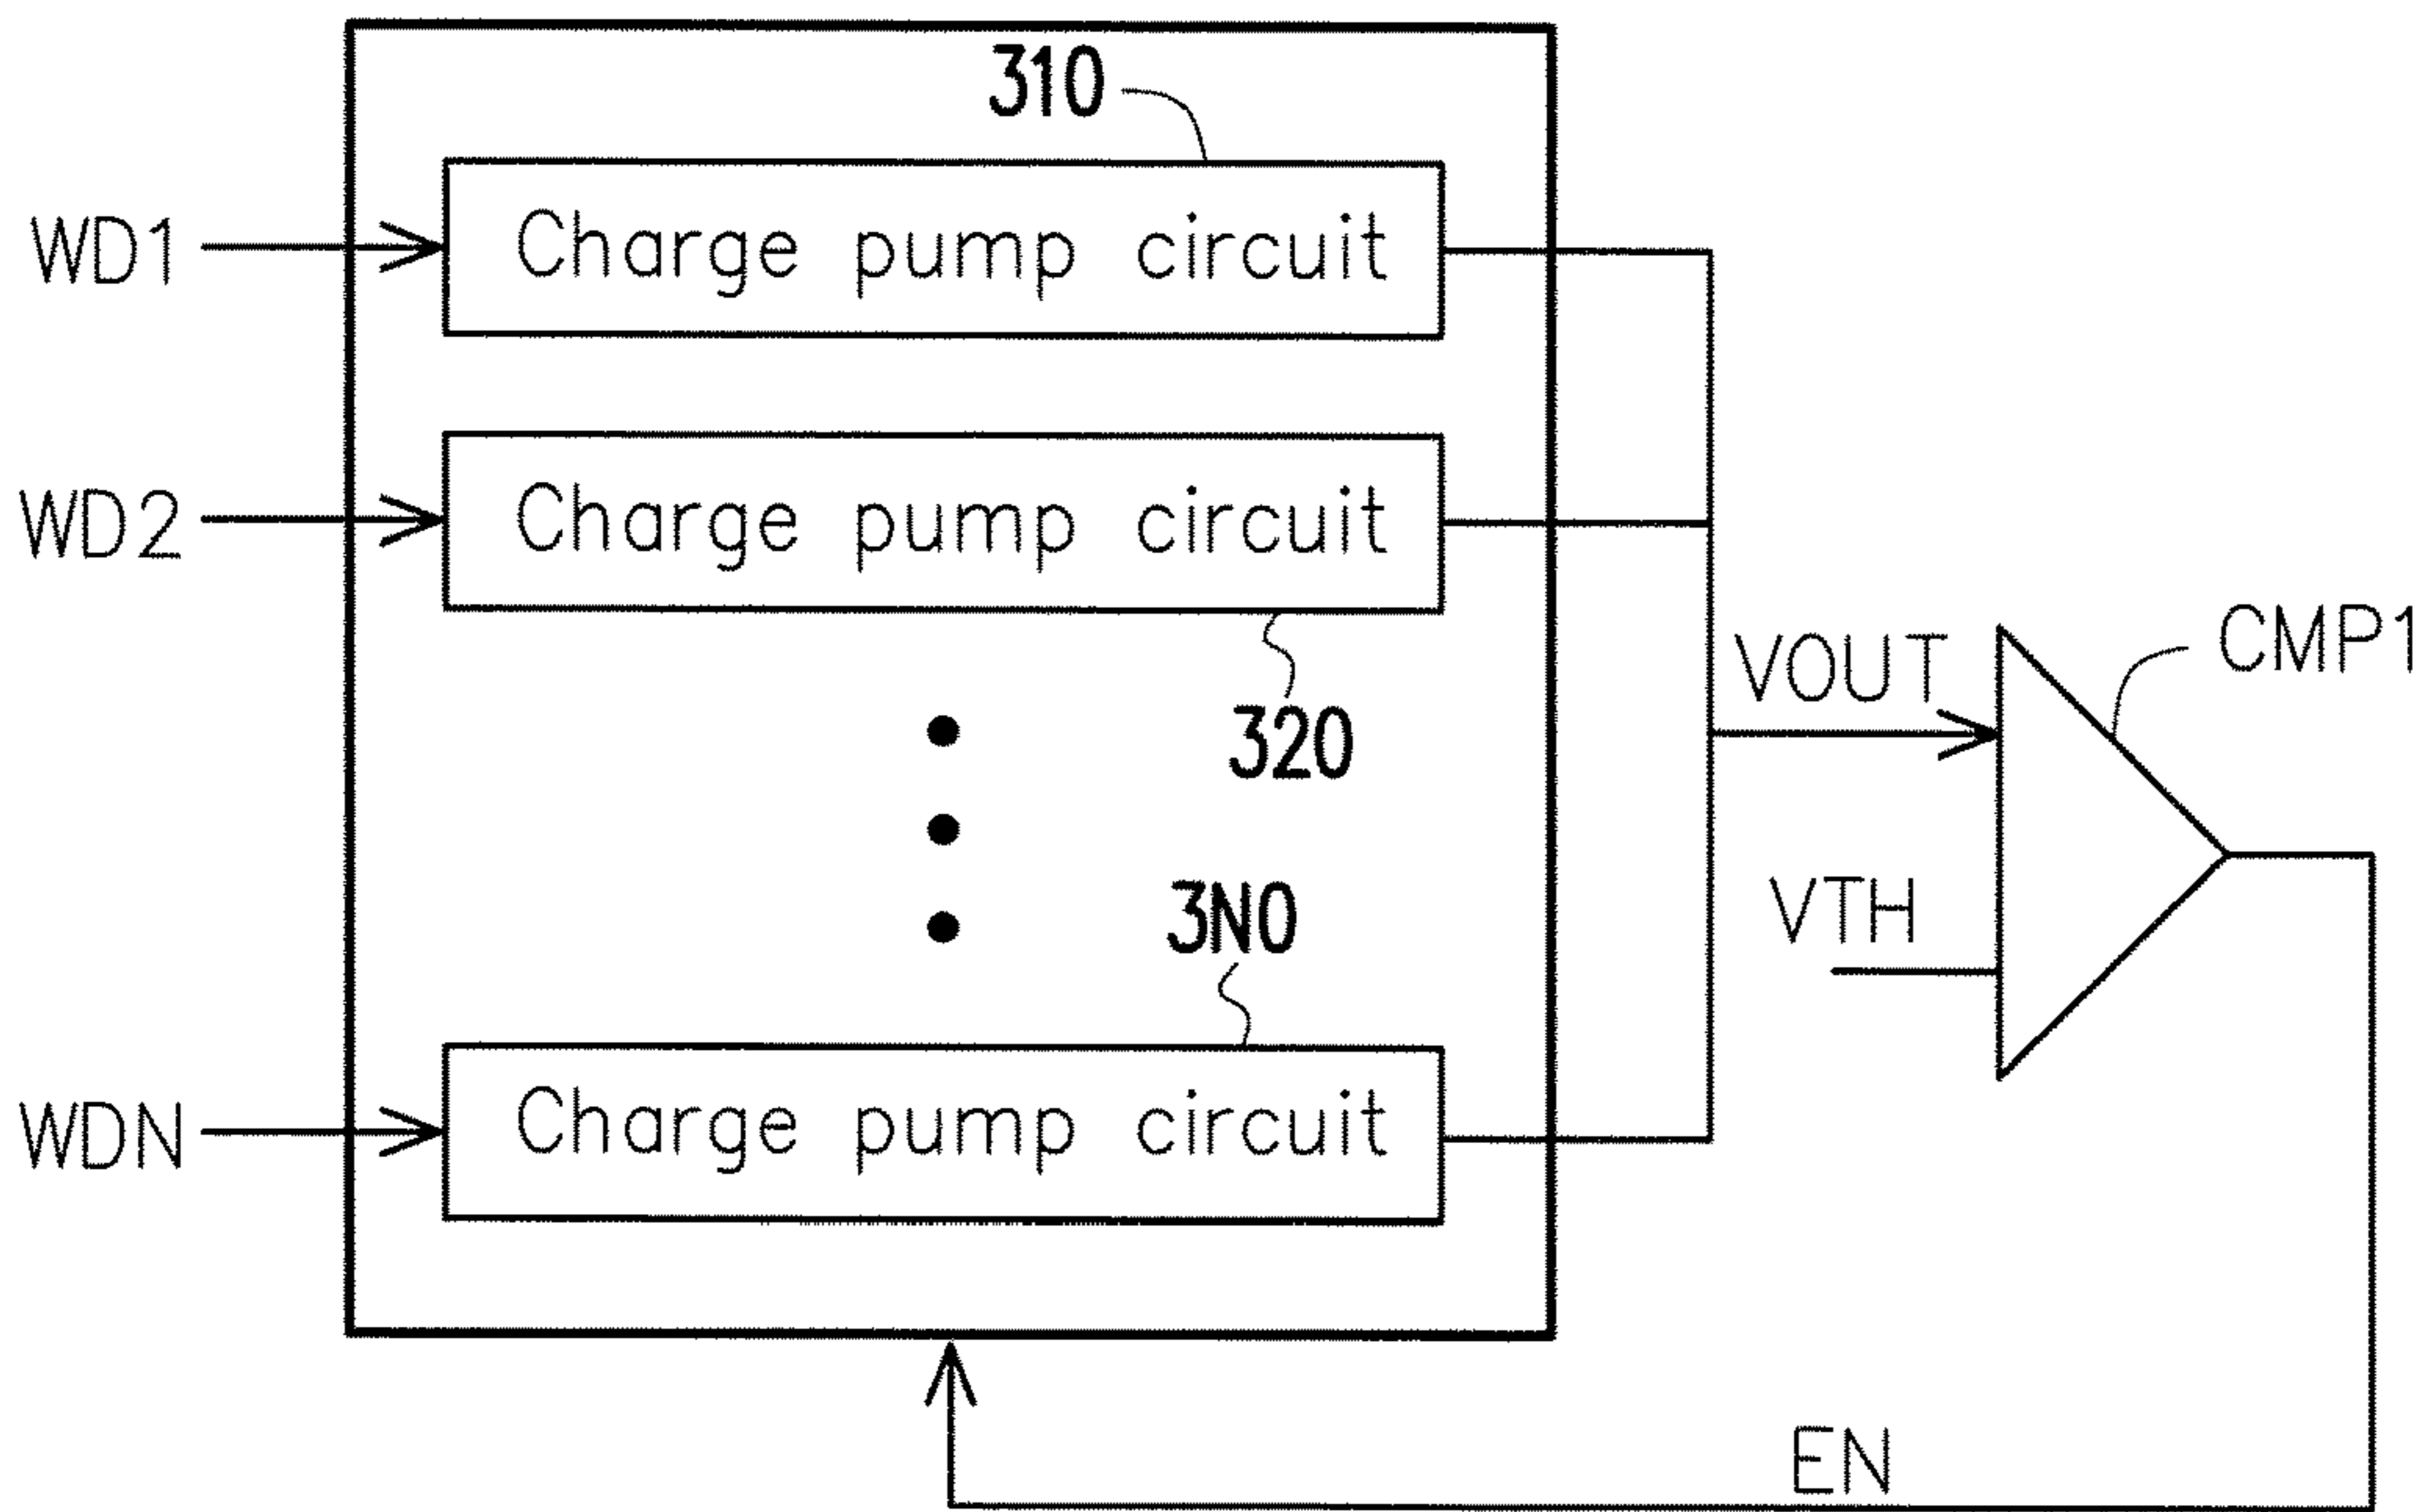 310
WD1
Charge pump circuit
WD2
Charge pump circuit
320
VOUT
CMP1
VTH
3N0
WDN
Charge pump circuit
EN